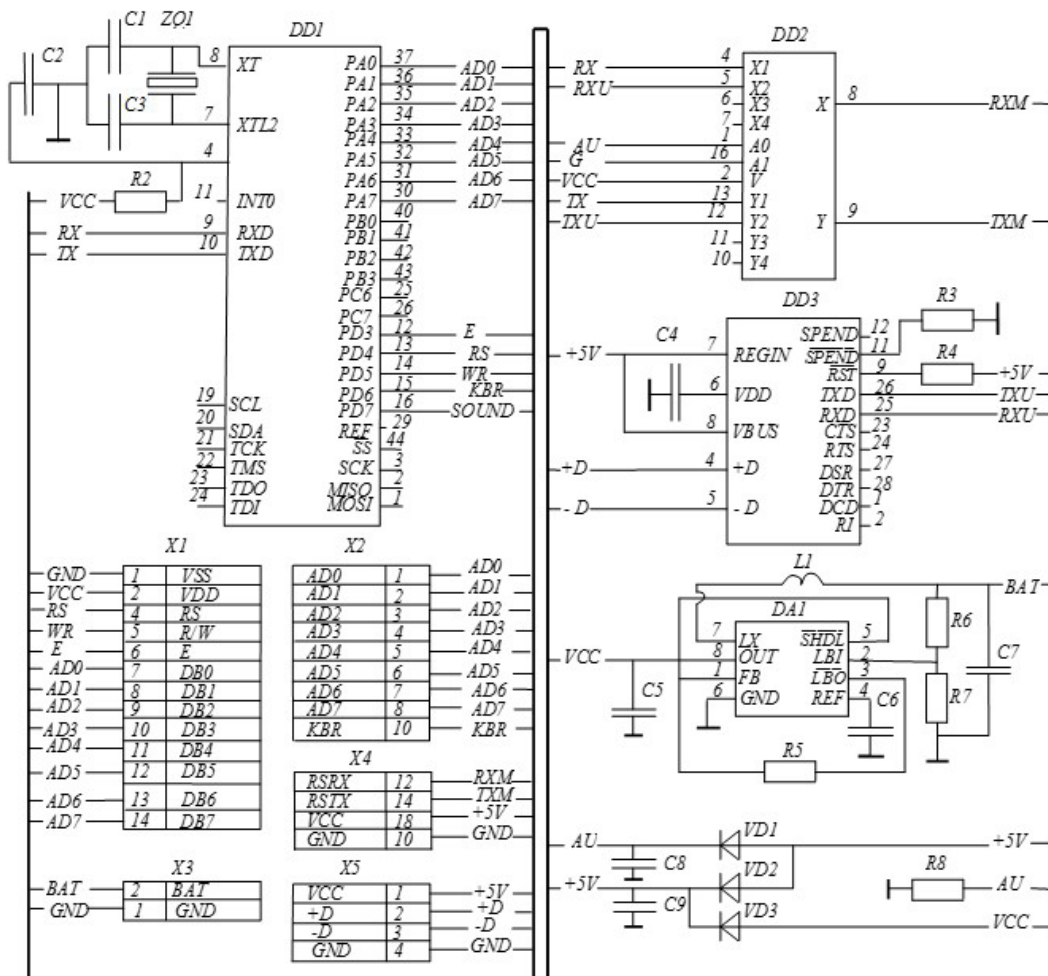 C1 ZQ1
C2
C3
R2
VCC
RX
TX
DD1
8 XT
7 XTL2
4
11 INT0
9 RXD
10 TXD
19 SCL
20 SDA
21 TCK
22 TMS
23 TDO
24 TDI
PA0 37 AD0
PA1 36 AD1
PA2 35 AD2
PA3 34 AD3
PA4 33 AD4
PA5 32 AD5
PA6 31 AD6
PA7 30 AD7
PB0 40
PB1 41
PB2 42
PB3 43
PC6 25
PC7 26
PD3 12 E
PD4 13 RS
PD5 14 WR
PD6 15 KBR
PD7 16 SOUND
REF 29
SS 44
SCK 3
MISO 2
MOSI 1
X1
GND 1 VSS
VCC 2 VDD
RS 4 RS
WR 5 R/W
E 6 E
AD0 7 DB0
AD1 8 DB1
AD2 9 DB2
AD3 10 DB3
AD4 11 DB4
AD5 12 DB5
AD6 13 DB6
AD7 14 DB7
X3
BAT 2 BAT
GND 1 GND
X2
AD0 1 AD0
AD1 2 AD1
AD2 3 AD2
AD3 4 AD3
AD4 5 AD4
AD5 6 AD5
AD6 7 AD6
AD7 8 AD7
KBR 10 KBR
X4
RSRX 12 RXM
RSTX 14 TXM
VCC 18 +5V
GND 10 GND
X5
VCC 1 +5V
+D 2 +D
-D 3 -D
GND 4 GND
DD2
RX 4 X1
RXU 5 X2
6 X3
7 X4
AU 1 A0
G 16 A1
VCC 2 V
TX 13 Y1
TXU 12 Y2
11 Y3
10 Y4
X 8 RXM
Y 9 TXM
DD3
+5V C4 7 REGIN
6 VDD
8 VBUS
+D 4 +D
-D 5 -D
SPEND 12
SPEND 11 R3
RST 9 R4 +5V
TXD 26 TXU
RXD 25 RXU
CTS 23
RTS 24
DSR 27
DTR 28
DCD 1
RI 2
L1
BAT
DA1
7 LX
VCC 8 OUT
1 FB
6 GND
SHDL 5
LBI 2
LBO 3
REF 4
C5
C6
R5
R6
R7
C7
AU C8 VD1 +5V
+5V C9 VD2
VD3 VCC
R8 AU